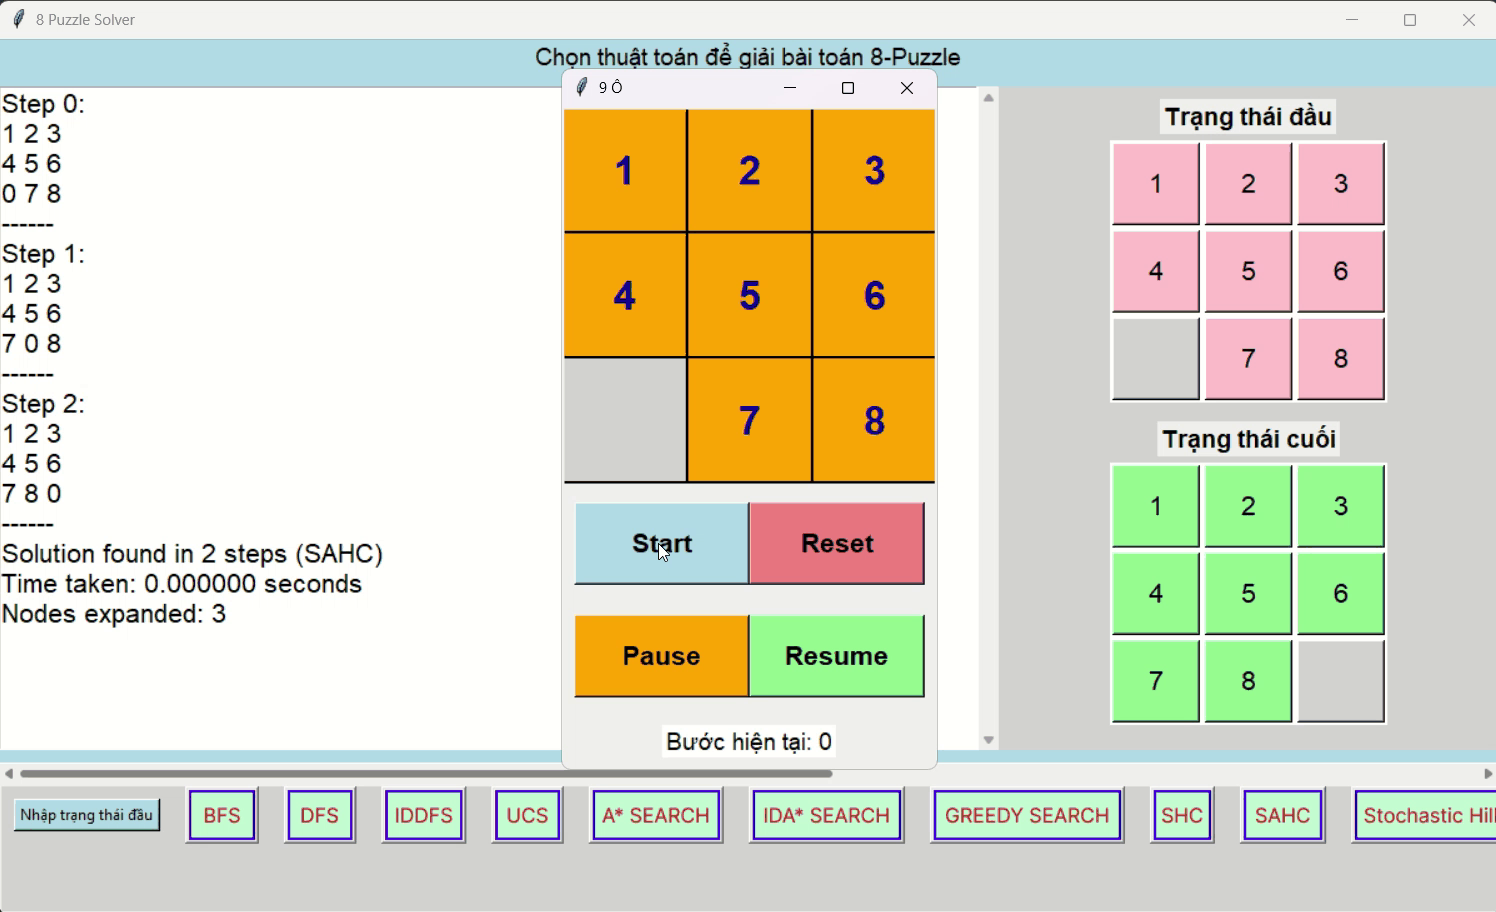 8 Puzzle Solver
Chọn thuật toán để giải bài toán 8-Puzzle
Step 0:
1 2 3
4 5 6
0 7 8
------
Step 1:
1 2 3
4 5 6
7 0 8
------
Step 2:
1 2 3
4 5 6
7 8 0
------
Solution found in 2 steps (SAHC)
Time taken: 0.000000 seconds
Nodes expanded: 3
9 Ô
1 2 3
4 5 6
7 8
Start Reset
Pause Resume
Bước hiện tại: 0
Trạng thái đầu
1 2 3
4 5 6
7 8
Trạng thái cuối
1 2 3
4 5 6
7 8
Nhập trạng thái đầu BFS DFS IDDFS UCS A* SEARCH IDA* SEARCH GREEDY SEARCH SHC SAHC Stochastic Hill